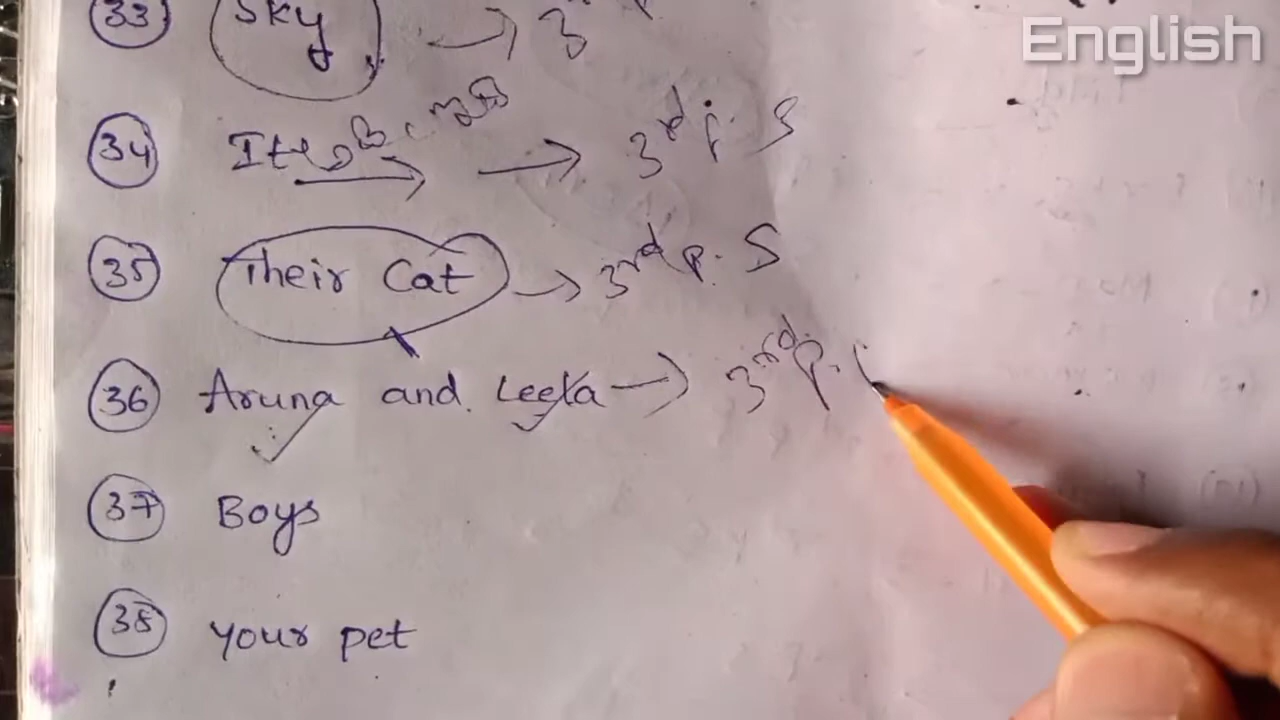 English
33 Sky → 3
34 It → 3rd p. S
35 Their Cat → 3rd p. S
36 Aruna and Leela → 3rd p.
37 Boys
38 your pet